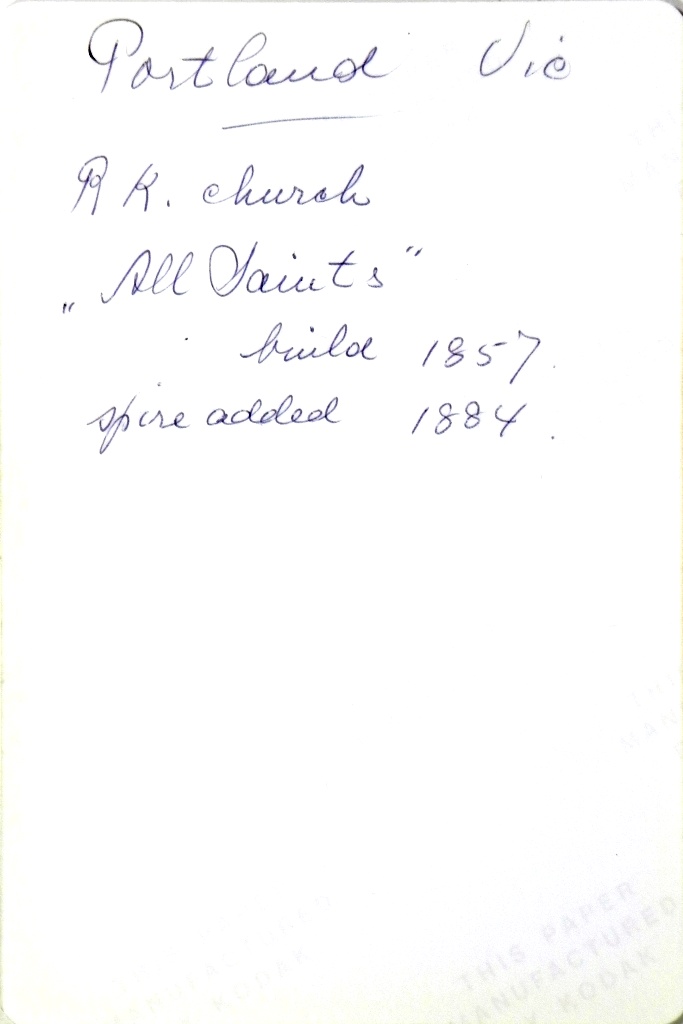 Portland Vic
R K. church
„All Saints"
build 1857.
spire added 1884.
THIS PAPER
MANUFACTURED
BY KODAK